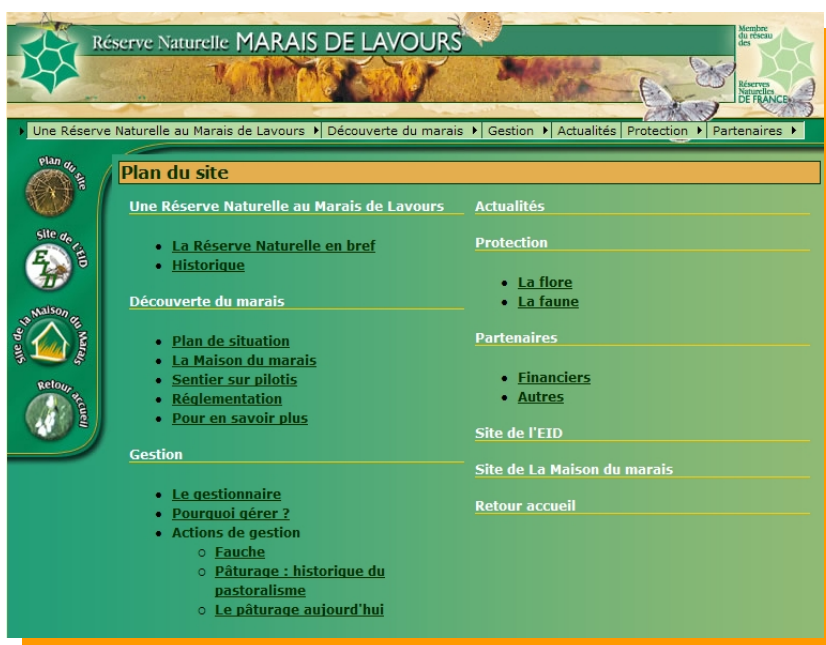 Réserve Naturelle MARAIS DE LAVOURS
Membre
du réseau
des
Réserves
Naturelles
DE FRANCE
Une Réserve Naturelle au Marais de Lavours
Découverte du marais
Gestion
Actualités
Protection
Partenaires
Plan du site
Site de l'EID
EID
Site de la Maison du Marais
Retour accueil
Plan du site
Une Réserve Naturelle au Marais de Lavours
La Réserve Naturelle en bref
Historique
Découverte du marais
Plan de situation
La Maison du marais
Sentier sur pilotis
Réglementation
Pour en savoir plus
Gestion
Le gestionnaire
Pourquoi gérer ?
Actions de gestion
Fauche
Pâturage : historique du
pastoralisme
Le pâturage aujourd'hui
Actualités
Protection
La flore
La faune
Partenaires
Financiers
Autres
Site de l'EID
Site de La Maison du marais
Retour accueil